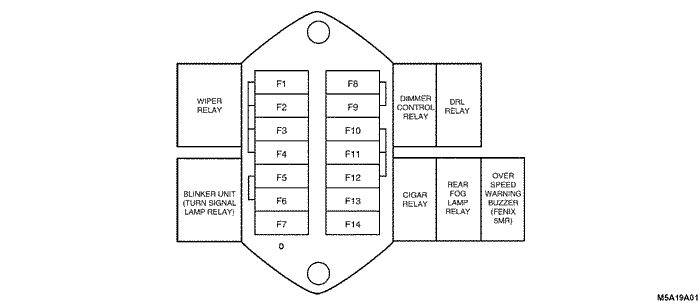 WIPER
RELAY
BLINKER UNIT
(TURN SIGNAL
LAMP RELAY)
F1
F2
F3
F4
F5
F6
F7
F8
F9
F10
F11
F12
F13
F14
DIMMER
CONTROL
RELAY
DRL
RELAY
CIGAR
RELAY
REAR
FOG
LAMP
RELAY
OVER
SPEED
WARNING
BUZZER
(FENIX
5MR)
M5A19A01